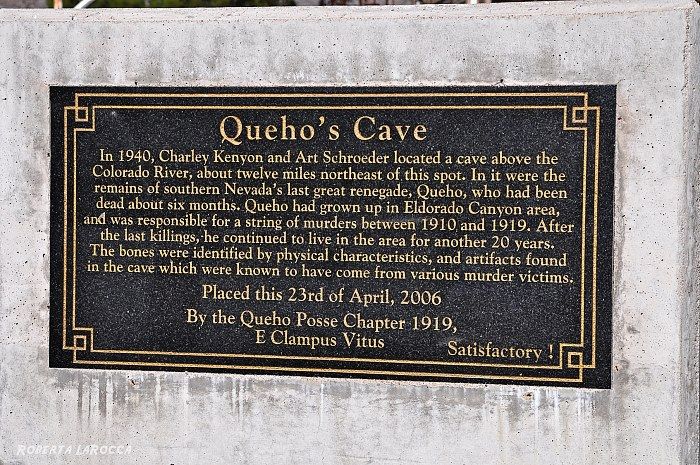 Queho's Cave
In 1940, Charley Kenyon and Art Schroeder located a cave above the
Colorado River, about twelve miles northeast of this spot. In it were the
remains of southern Nevada's last great renegade, Queho, who had been
dead about six months. Queho had grown up in Eldorado Canyon area,
and was responsible for a string of murders between 1910 and 1919. After
the last killings, he continued to live in the area for another 20 years.
The bones were identified by physical characteristics, and artifacts found
in the cave which were known to have come from various murder victims.
Placed this 23rd of April, 2006
By the Queho Posse Chapter 1919,
E Clampus Vitus
Satisfactory !
ROBERTA LAROCCA